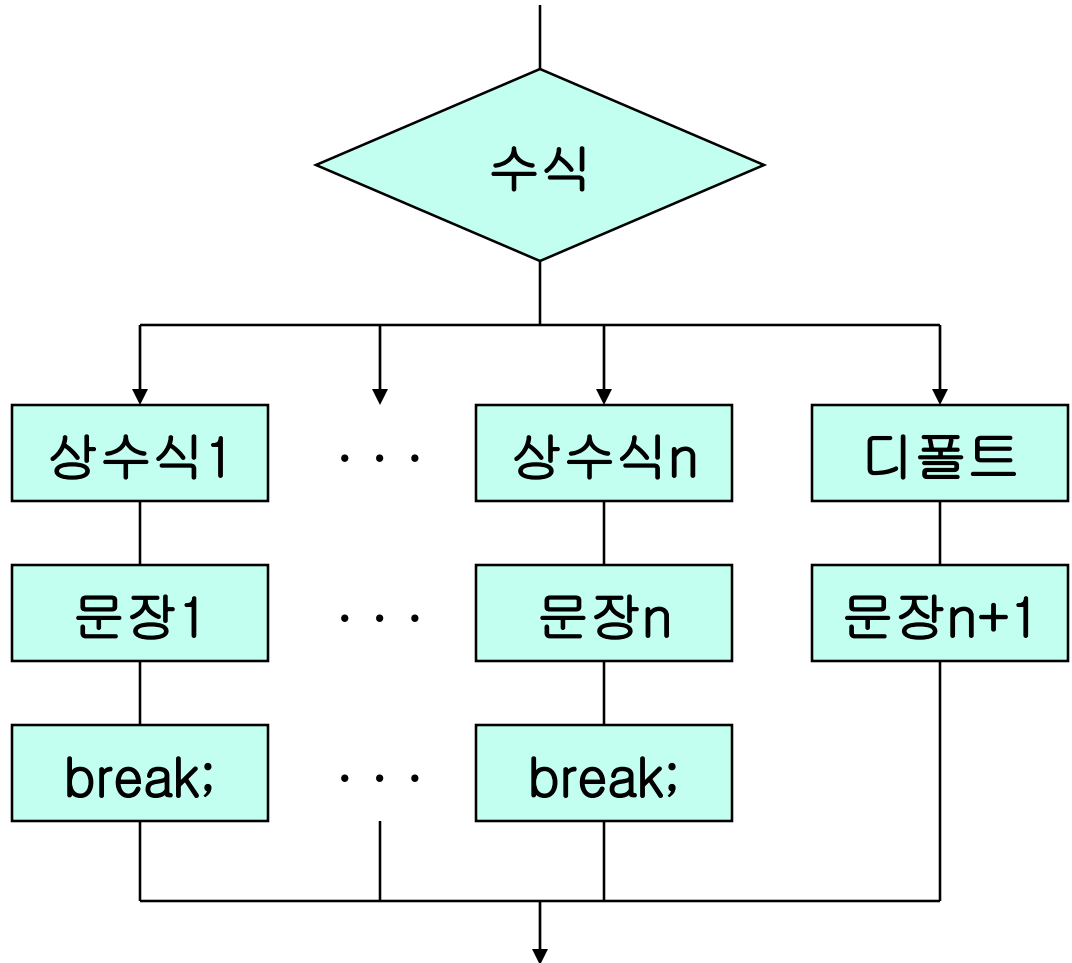 수식
상수식1 · · · 상수식n 디폴트
문장1 · · · 문장n 문장n+1
break; · · · break;